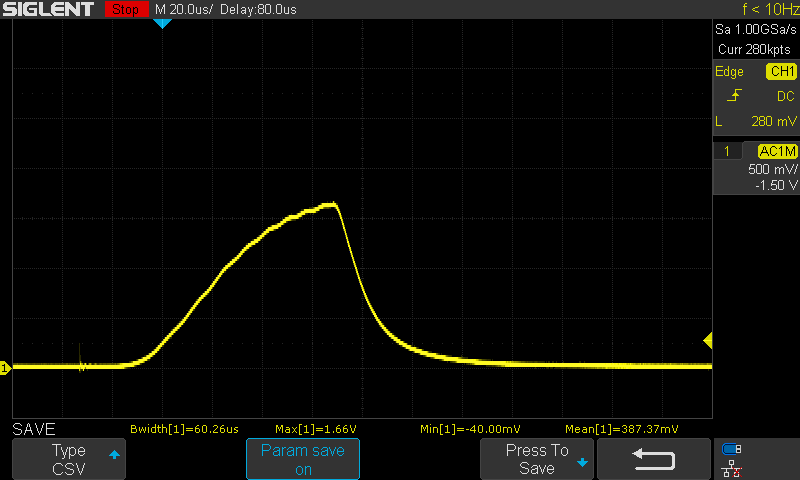 SIGLENT Stop M 20.0us/ Delay:80.0us f < 10Hz
Sa 1.00GSa/s
Curr 280kpts
Edge CH1
DC
L 280 mV
1 AC1M
500 mV/
-1.50 V
1
SAVE Bwidth[1]=60.26us Max[1]=1.66V Min[1]=-40.00mV Mean[1]=387.37mV
Type
CSV
Param save
on
Press To
Save